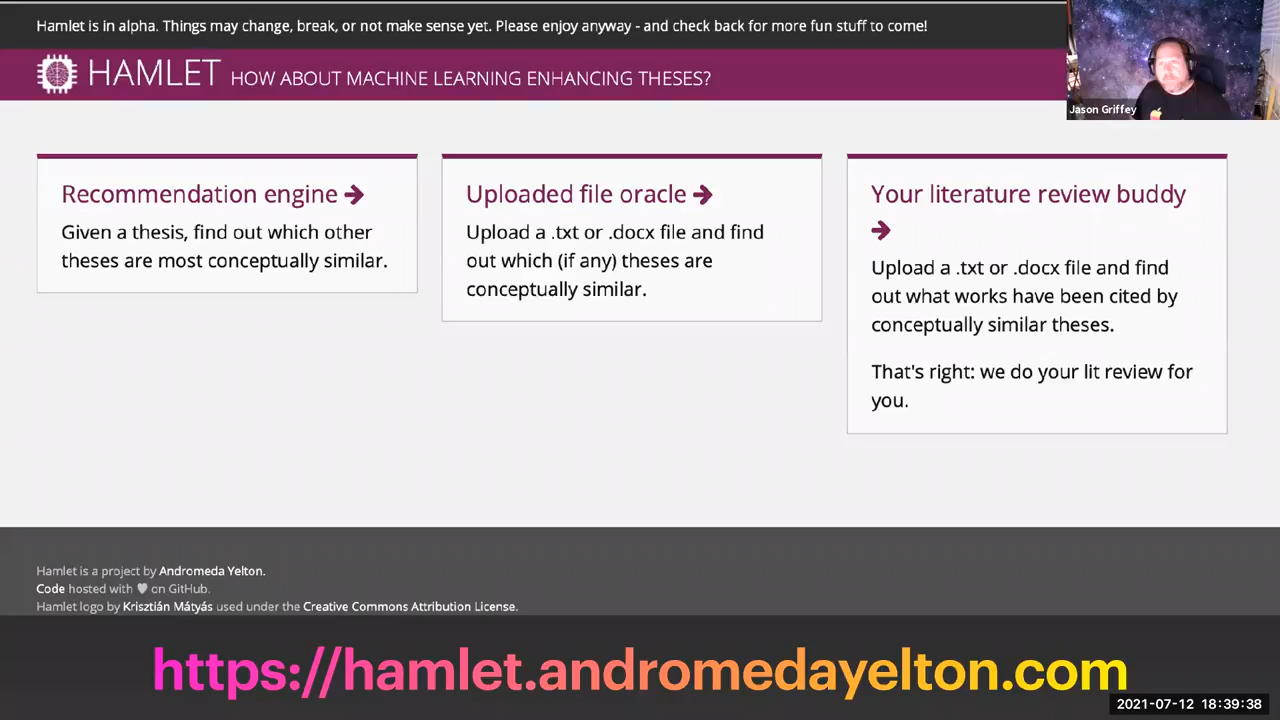 Hamlet is in alpha. Things may change, break, or not make sense yet. Please enjoy anyway - and check back for more fun stuff to come!
HAMLET HOW ABOUT MACHINE LEARNING ENHANCING THESES?
Jason Griffey
Recommendation engine →
Given a thesis, find out which other
theses are most conceptually similar.
Uploaded file oracle →
Upload a .txt or .docx file and find
out which (if any) theses are
conceptually similar.
Your literature review buddy
→
Upload a .txt or .docx file and find
out what works have been cited by
conceptually similar theses.
That's right: we do your lit review for
you.
Hamlet is a project by Andromeda Yelton.
Code hosted with ♥ on GitHub.
Hamlet logo by Krisztián Mátyás used under the Creative Commons Attribution License.
https://hamlet.andromedayelton.com
2021-07-12 18:39:38